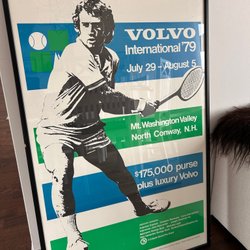 VOLVO
International '79
July 29 - August 5
Mt. Washington Valley
North Conway, N.H.
$175,000 purse
plus luxury Volvo